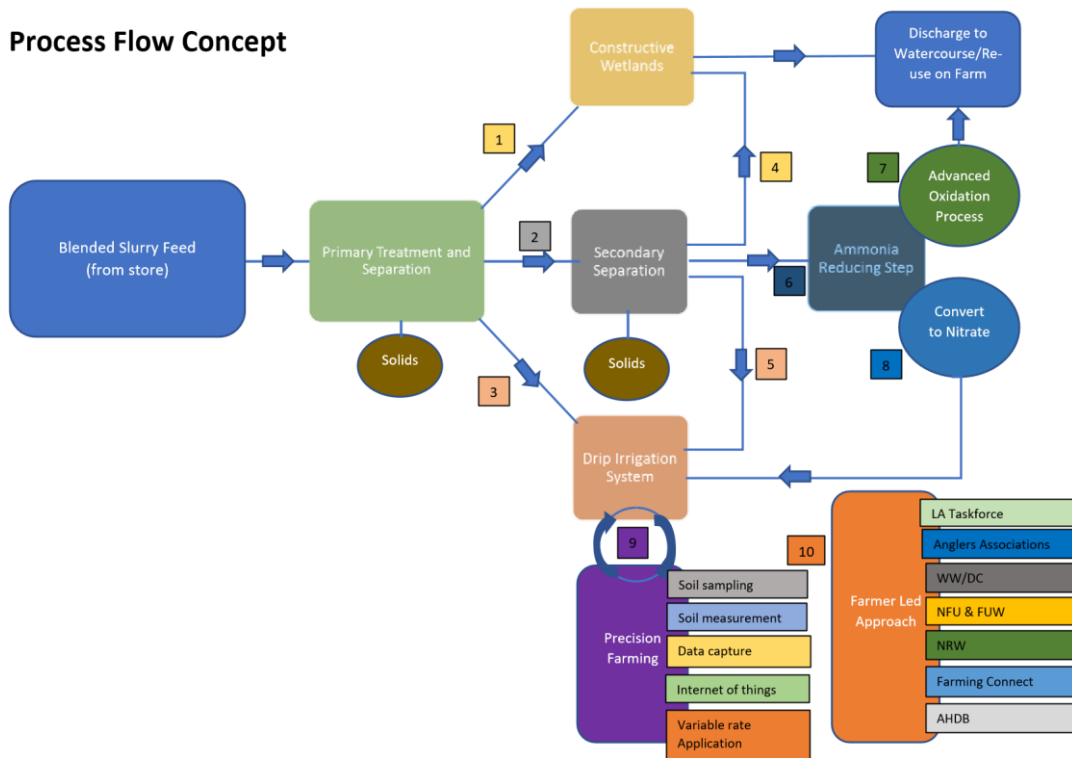 Process Flow Concept
Constructive
Wetlands
Discharge to
Watercourse/Re-
use on Farm
1
4
7
Advanced
Oxidation
Process
Blended Slurry Feed
(from store)
Primary Treatment and
Separation
2
Secondary
Separation
Ammonia
Reducing Step
6
Convert
to Nitrate
Solids
Solids
3
5
8
Drip Irrigation
System
9
10
Precision
Farming
Soil sampling
Soil measurement
Data capture
Internet of things
Variable rate
Application
Farmer Led
Approach
LA Taskforce
Anglers Associations
WW/DC
NFU & FUW
NRW
Farming Connect
AHDB